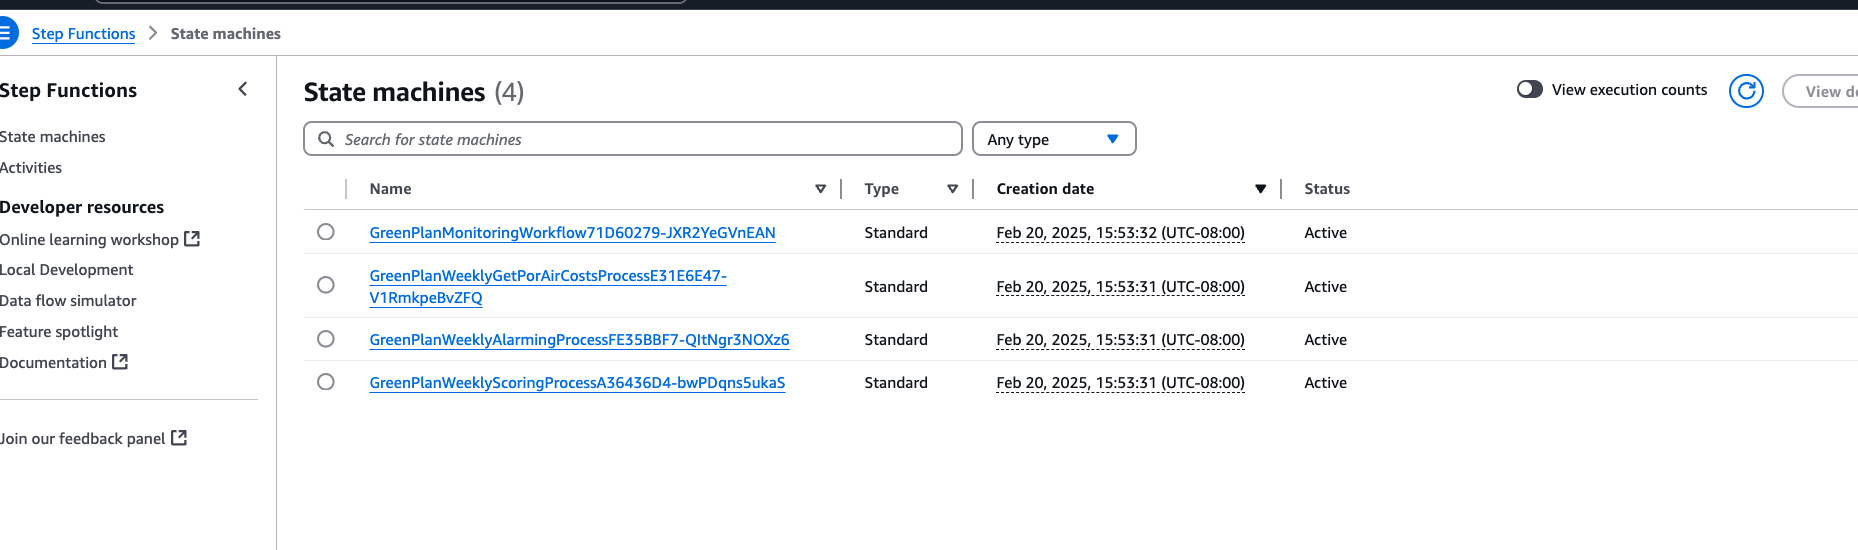 Step Functions > State machines
Step Functions
State machines
Activities
Developer resources
Online learning workshop
Local Development
Data flow simulator
Feature spotlight
Documentation
Join our feedback panel
State machines (4)
View execution counts
View
Search for state machines
Any type
Name Type Creation date Status
GreenPlanMonitoringWorkflow71D60279-JXR2YeGVnEAN Standard Feb 20, 2025, 15:53:32 (UTC-08:00) Active
GreenPlanWeeklyGetPorAirCostsProcessE31E6E47-
V1RmkpeBvZFQ Standard Feb 20, 2025, 15:53:31 (UTC-08:00) Active
GreenPlanWeeklyAlarmingProcessFE35BBF7-QItNgr3NOXz6 Standard Feb 20, 2025, 15:53:31 (UTC-08:00) Active
GreenPlanWeeklyScoringProcessA36436D4-bwPDqns5ukaS Standard Feb 20, 2025, 15:53:31 (UTC-08:00) Active